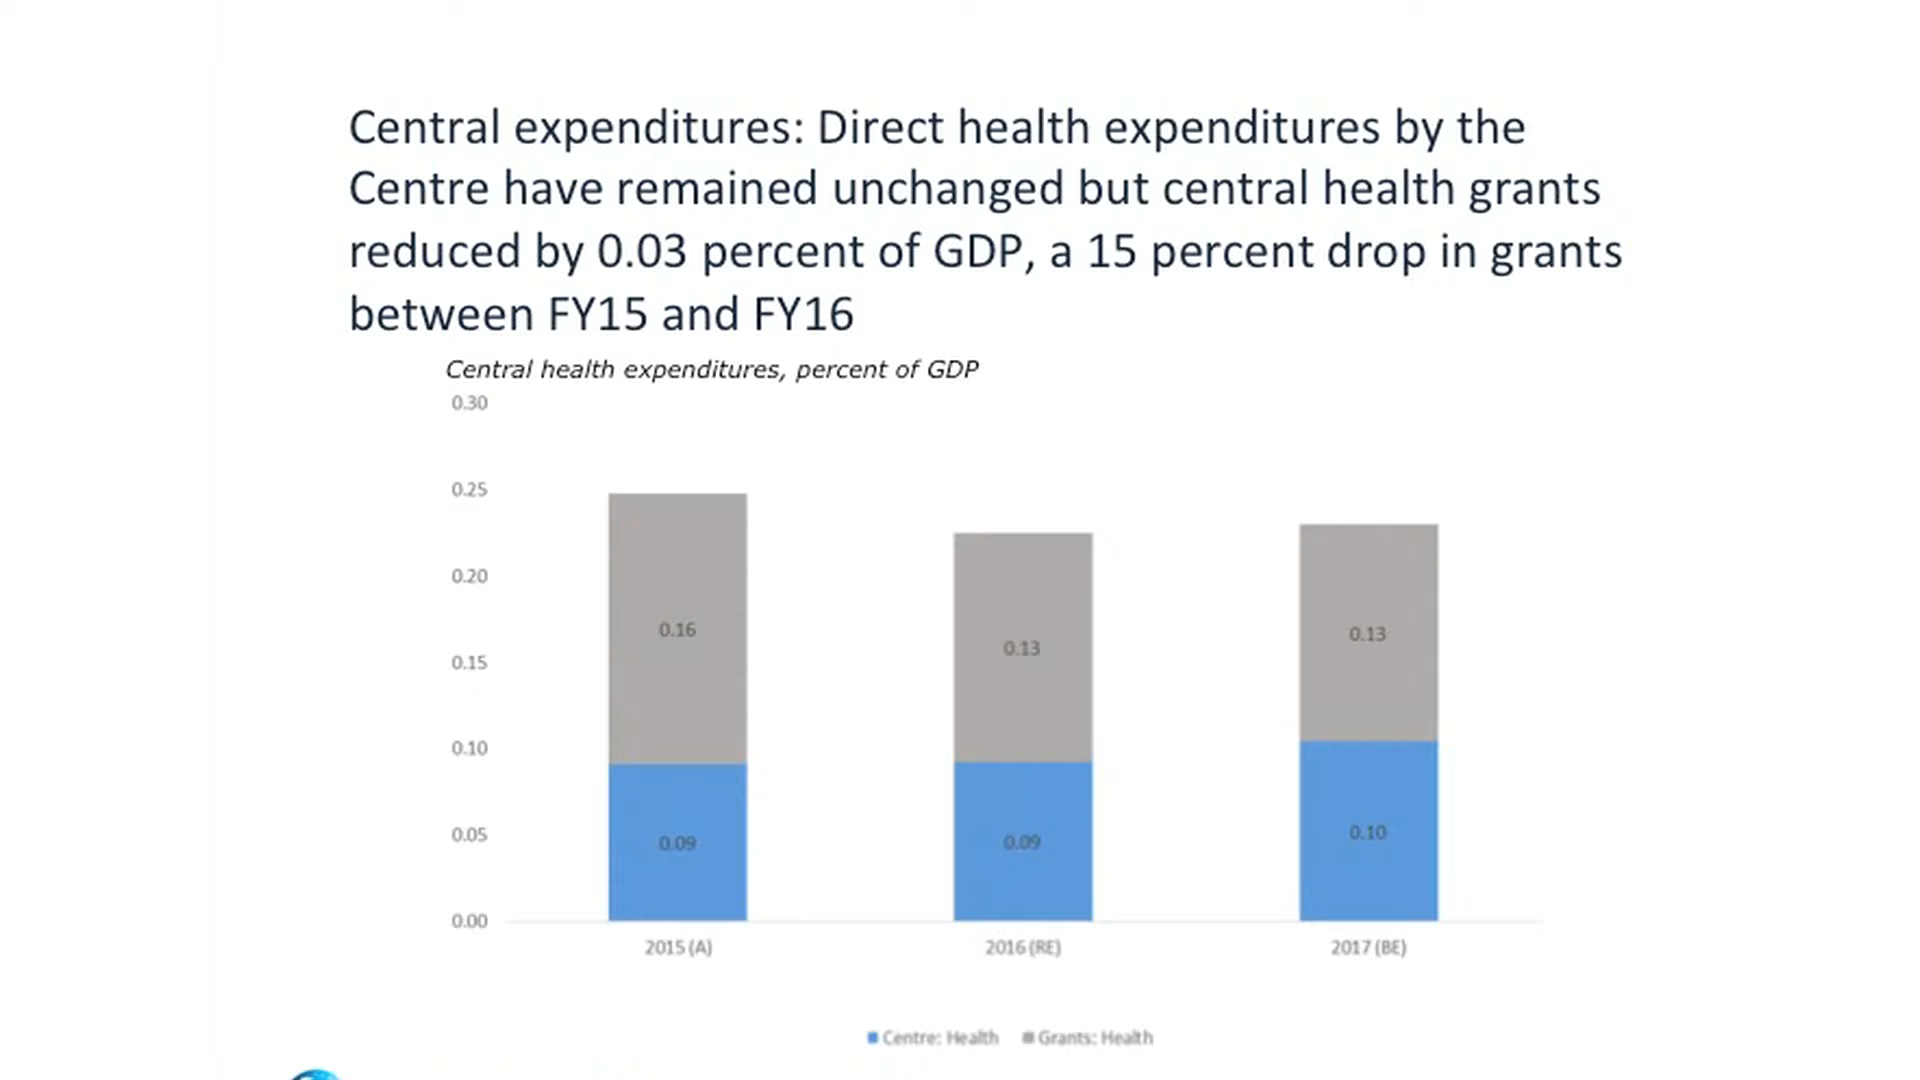 Central expenditures: Direct health expenditures by the
Centre have remained unchanged but central health grants
reduced by 0.03 percent of GDP, a 15 percent drop in grants
between FY15 and FY16
Central health expenditures, percent of GDP
0.30
0.25
0.20
0.15
0.10
0.05
0.00
0.16
0.13
0.13
0.09
0.09
0.10
2015 (A)
2016 (RE)
2017 (BE)
Centre: Health
Grants: Health